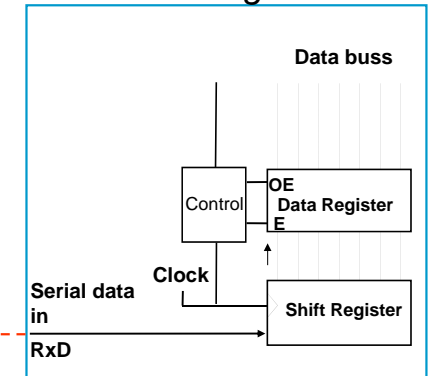 Data buss
OE
Control
Data Register
E
Clock
Serial data
in
Shift Register
RxD